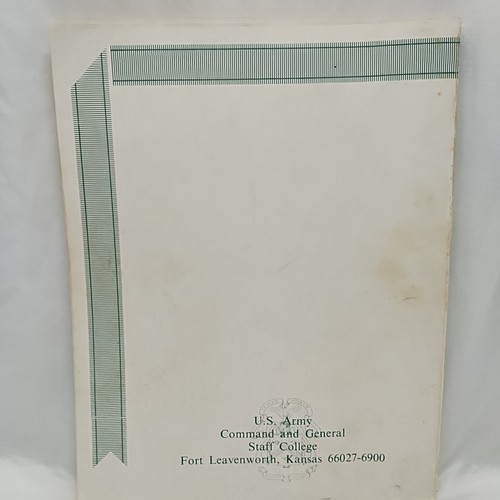 U.S. Army
Command and General
Staff College
Fort Leavenworth, Kansas 66027-6900